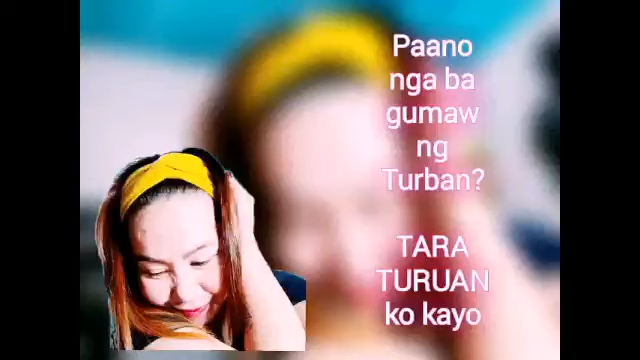 Paano
nga ba
gumaw
ng
Turban?
TARA
TURUAN
ko kayo